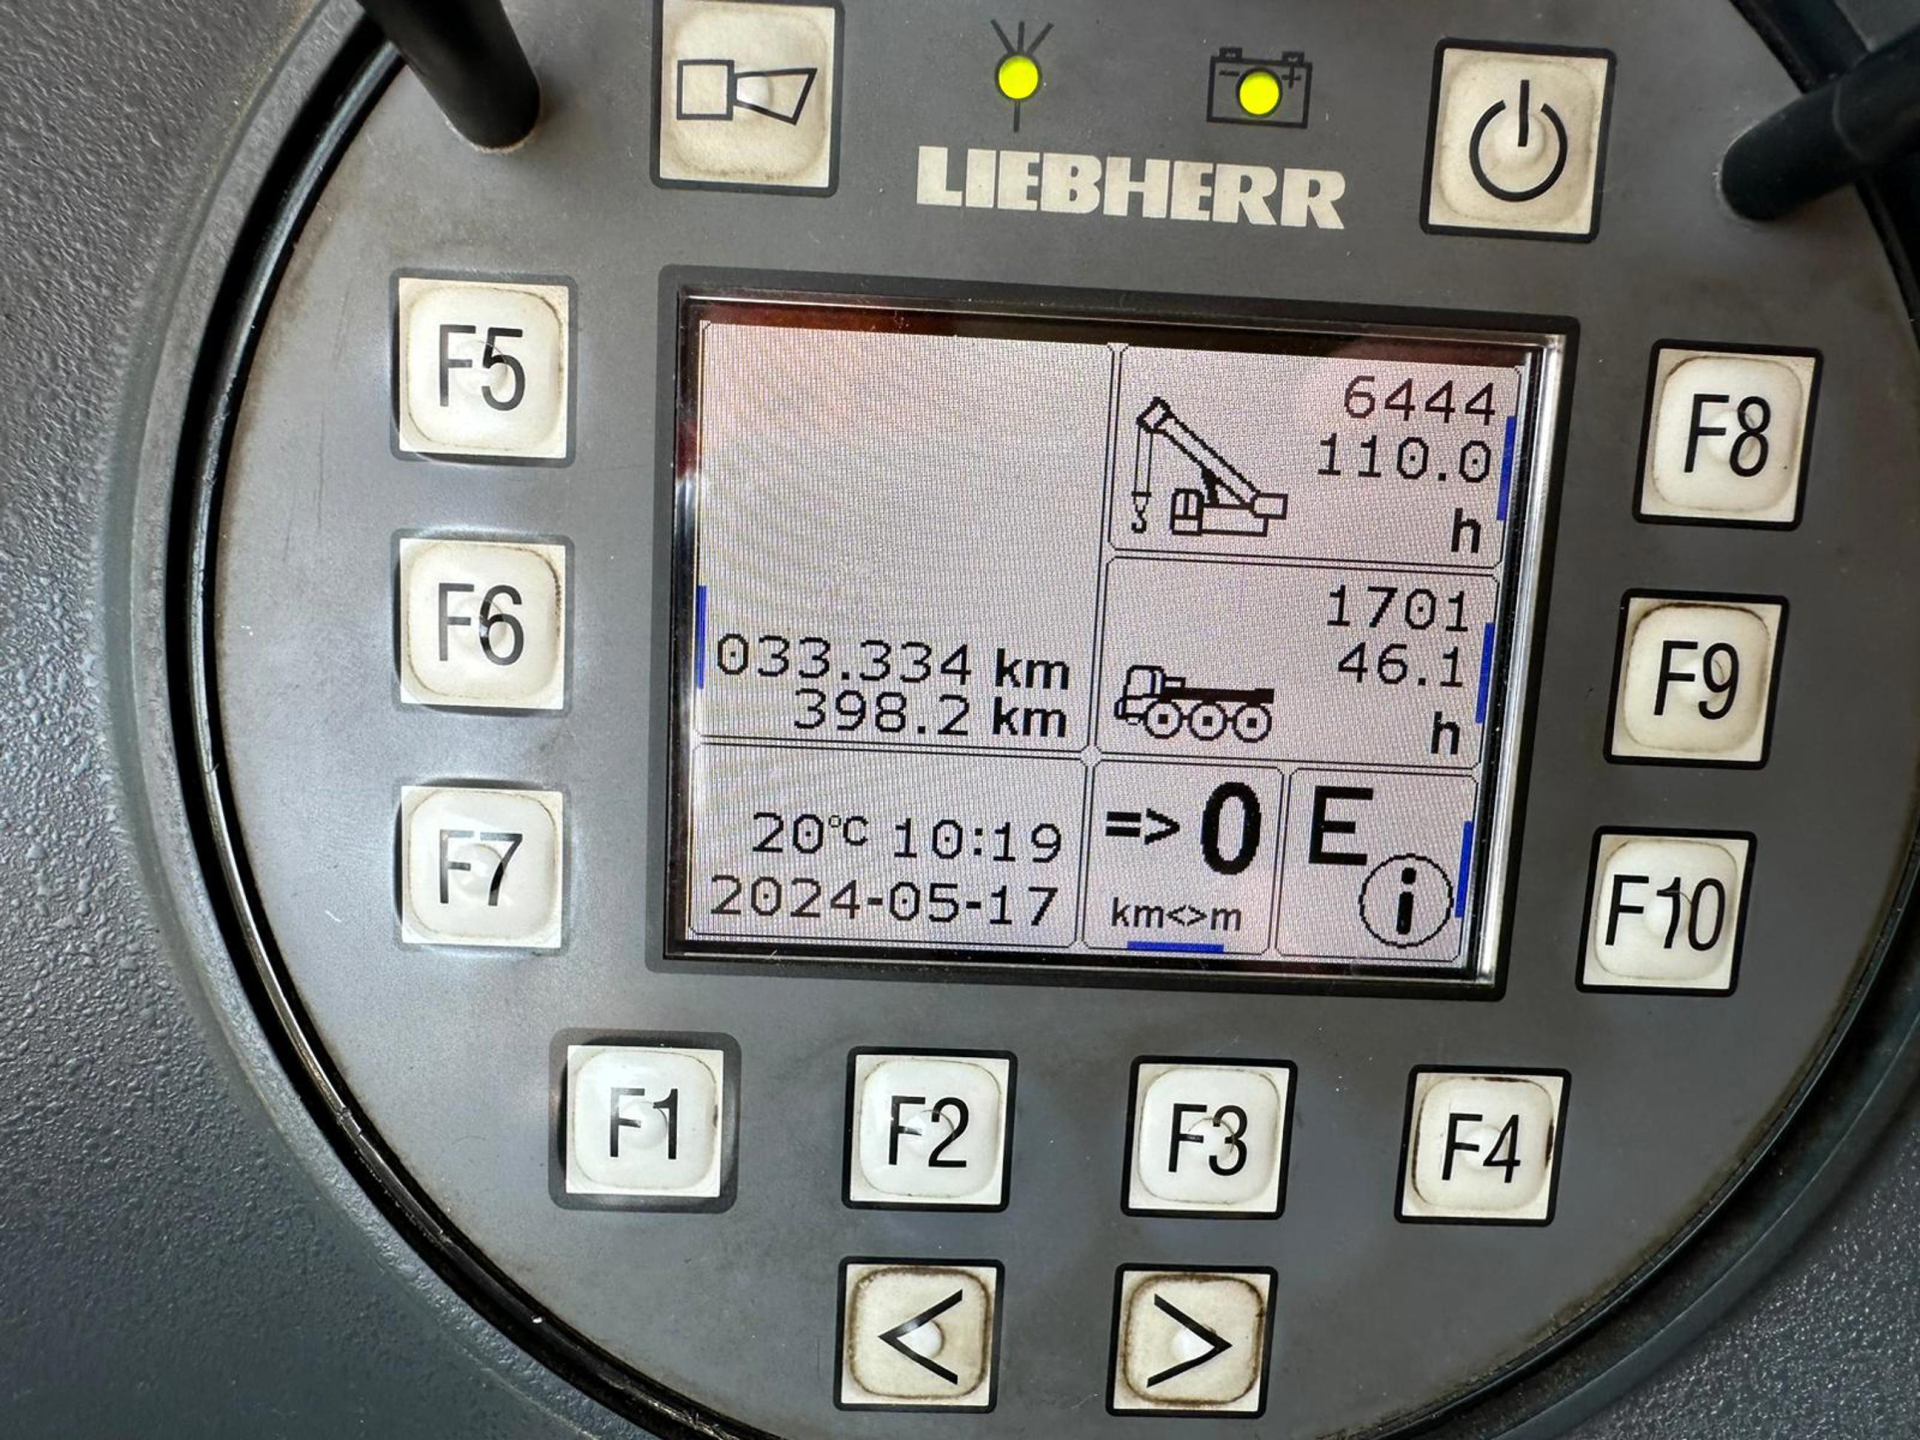 LIEBHERR
F5
F6
F7
033.334 km
398.2 km
20°C 10:19
2024-05-17
6444
110.0
h
1701
46.1
h
=> 0
km<>m
E
i
F8
F9
F10
F1
F2
F3
F4
<
>